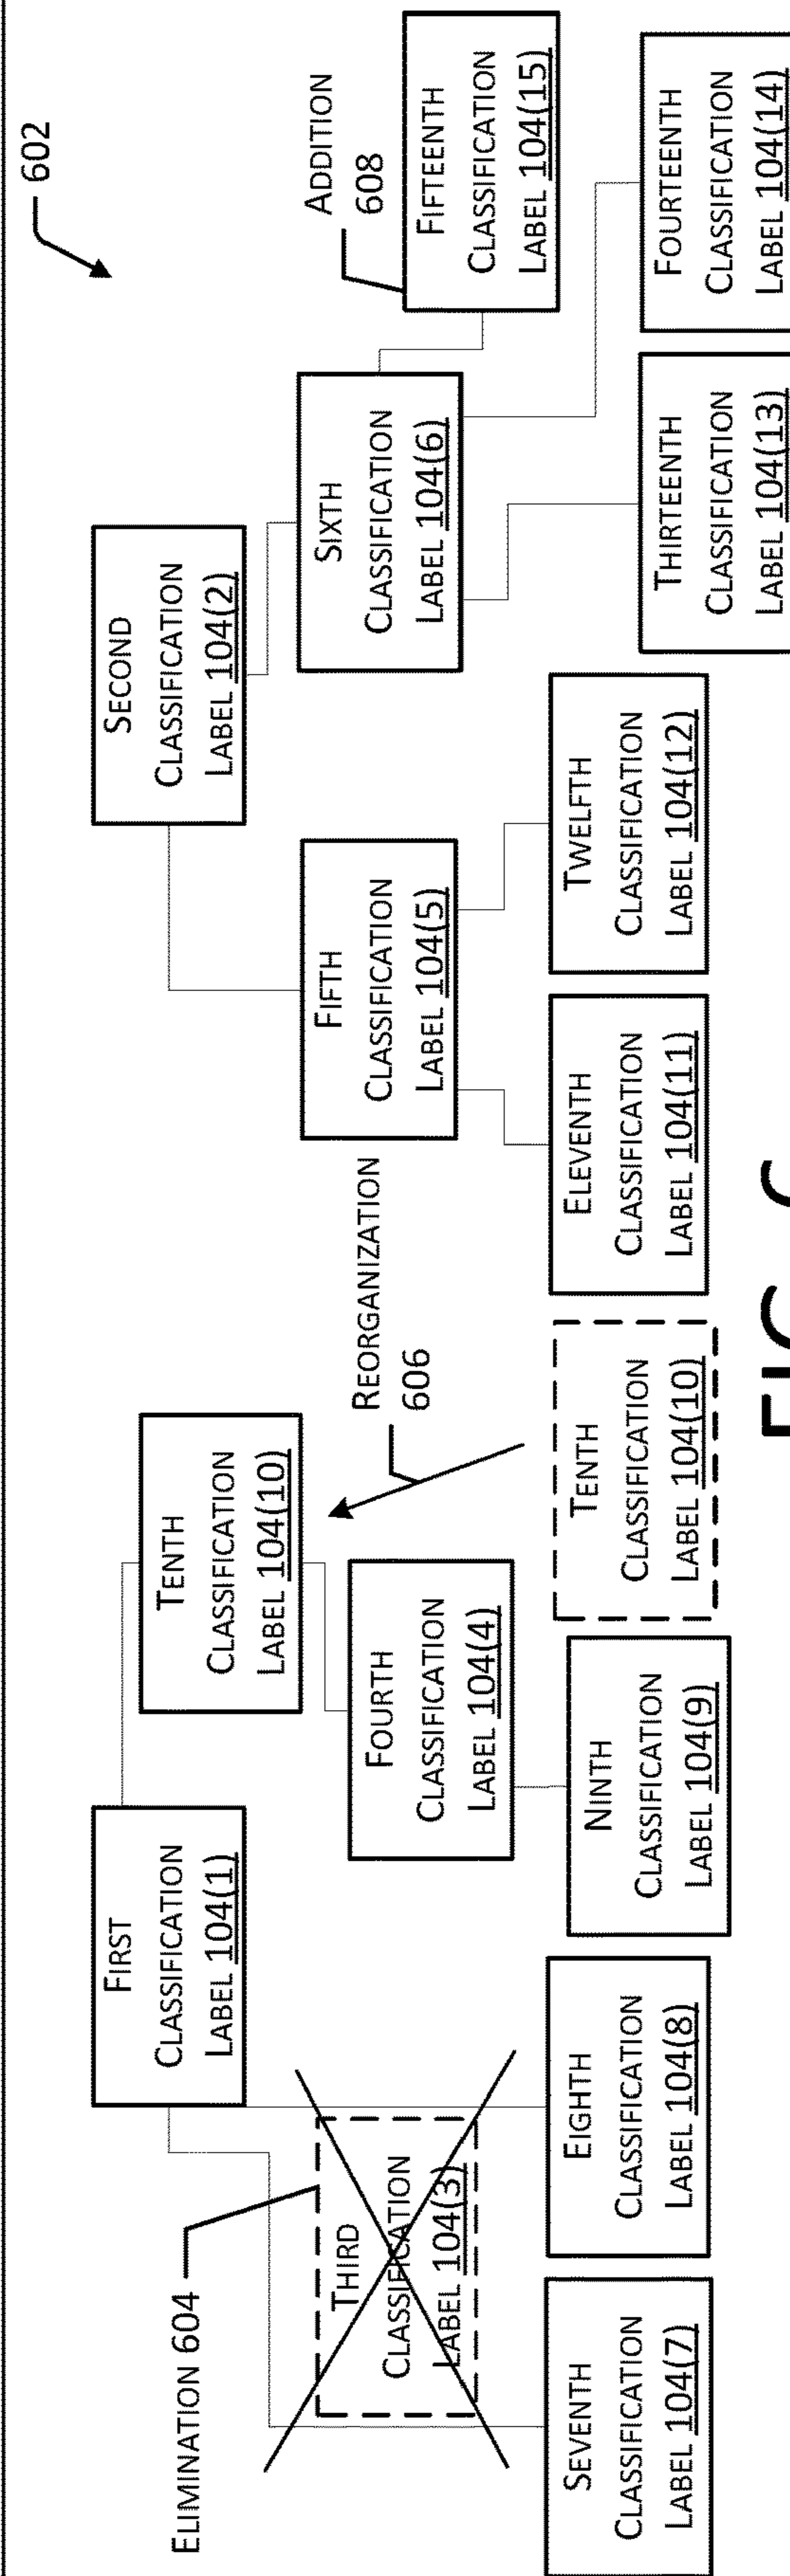 602
ELIMINATION 604
FIRST
CLASSIFICATION
LABEL 104(1)
TENTH
CLASSIFICATION
LABEL 104(10)
SECOND
CLASSIFICATION
LABEL 104(2)
THIRD
CLASSIFICATION
LABEL 104(3)
FOURTH
CLASSIFICATION
LABEL 104(4)
REORGANIZATION
606
FIFTH
CLASSIFICATION
LABEL 104(5)
SIXTH
CLASSIFICATION
LABEL 104(6)
ADDITION
608
FIFTEENTH
CLASSIFICATION
LABEL 104(15)
SEVENTH
CLASSIFICATION
LABEL 104(7)
EIGHTH
CLASSIFICATION
LABEL 104(8)
NINTH
CLASSIFICATION
LABEL 104(9)
TENTH
CLASSIFICATION
LABEL 104(10)
ELEVENTH
CLASSIFICATION
LABEL 104(11)
TWELFTH
CLASSIFICATION
LABEL 104(12)
THIRTEENTH
CLASSIFICATION
LABEL 104(13)
FOURTEENTH
CLASSIFICATION
LABEL 104(14)